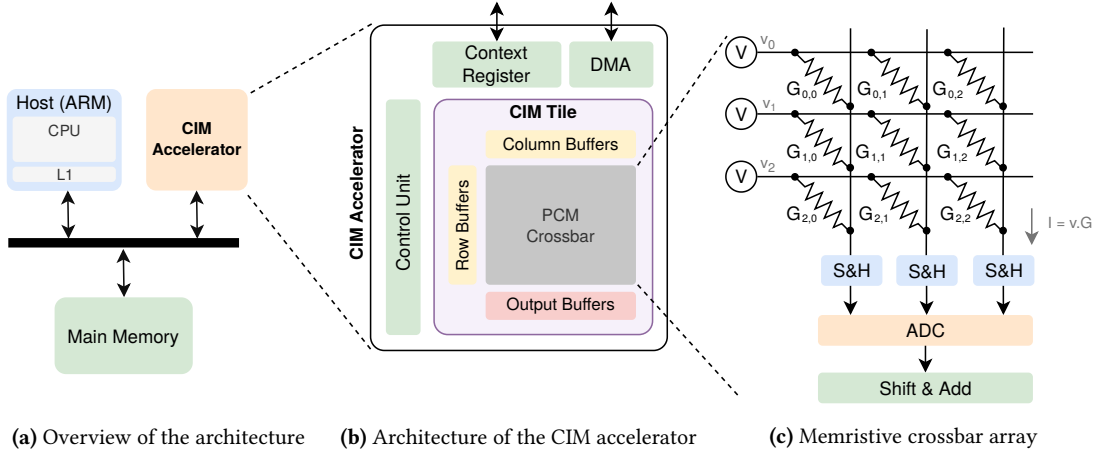 Host (ARM)
CPU
L1
CIM
Accelerator
Main Memory
(a) Overview of the architecture
Context
Register
DMA
CIM Accelerator
Control Unit
CIM Tile
Column Buffers
Row Buffers
PCM
Crossbar
Output Buffers
(b) Architecture of the CIM accelerator
V v0
G0,0 G0,1 G0,2
V v1
G1,0 G1,1 G1,2
V v2
G2,0 G2,1 G2,2
I = v.G
S&H S&H S&H
ADC
Shift & Add
(c) Memristive crossbar array